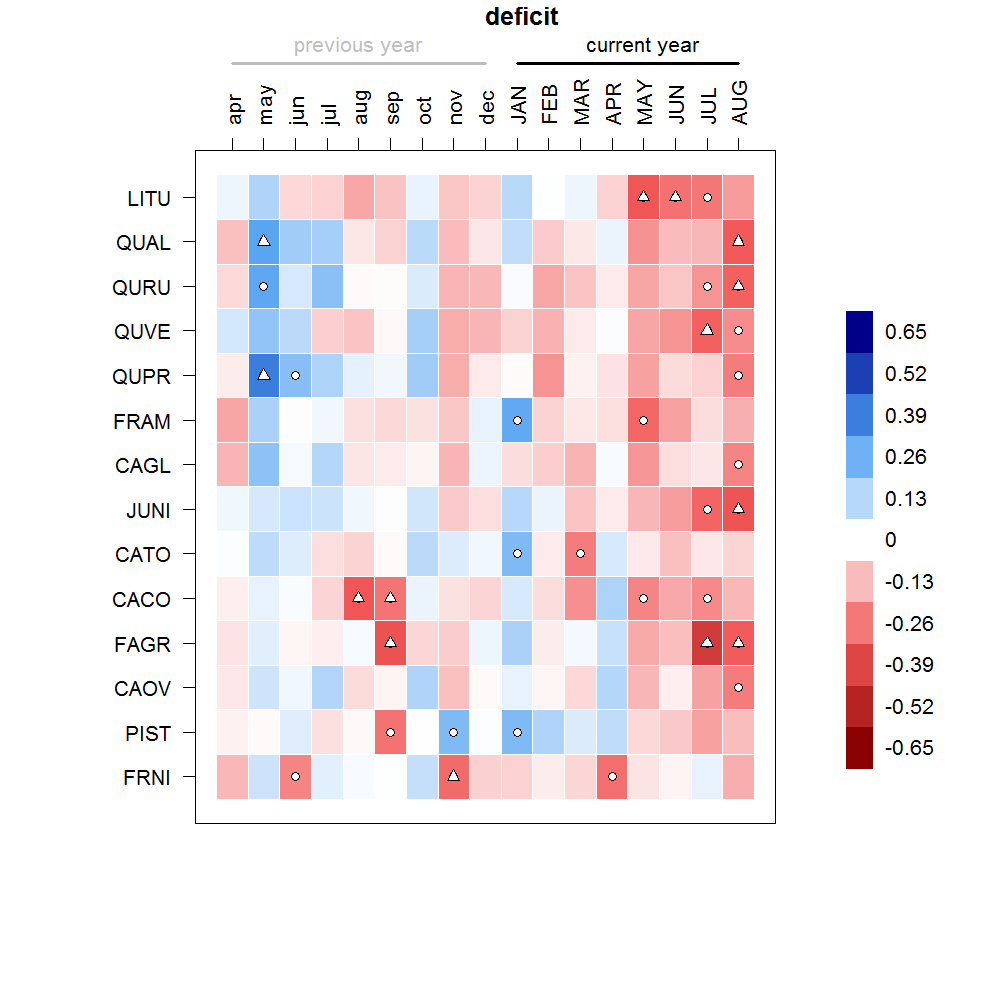 deficit
previous year current year
apr may jun jul aug sep oct nov dec JAN FEB MAR APR MAY JUN JUL AUG
LITU
QUAL
QURU
QUVE
QUPR
FRAM
CAGL
JUNI
CATO
CACO
FAGR
CAOV
PIST
FRNI
0.65
0.52
0.39
0.26
0.13
0
-0.13
-0.26
-0.39
-0.52
-0.65